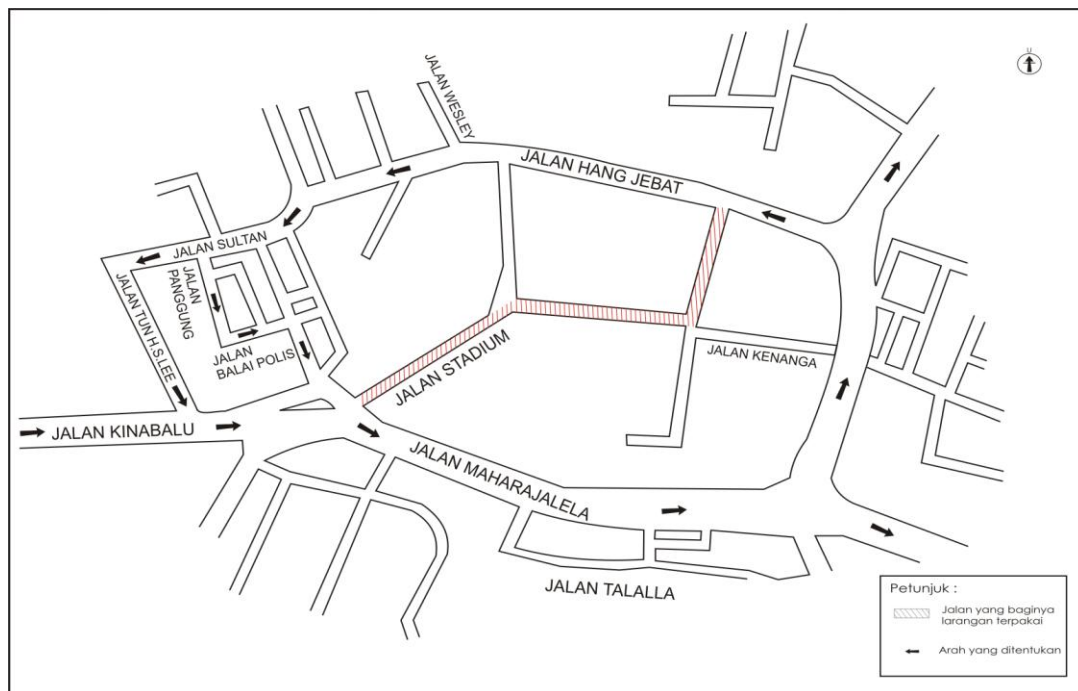 U
JALAN WESLEY
JALAN HANG JEBAT
JALAN SULTAN
JALAN
PANGGUNG
JALAN TUN H.S.LEE
JALAN
BALAI POLIS
JALAN STADIUM
JALAN KENANGA
JALAN KINABALU
JALAN MAHARAJALELA
JALAN TALALLA
Petunjuk :
Jalan yang baginya
larangan terpakai
Arah yang ditentukan